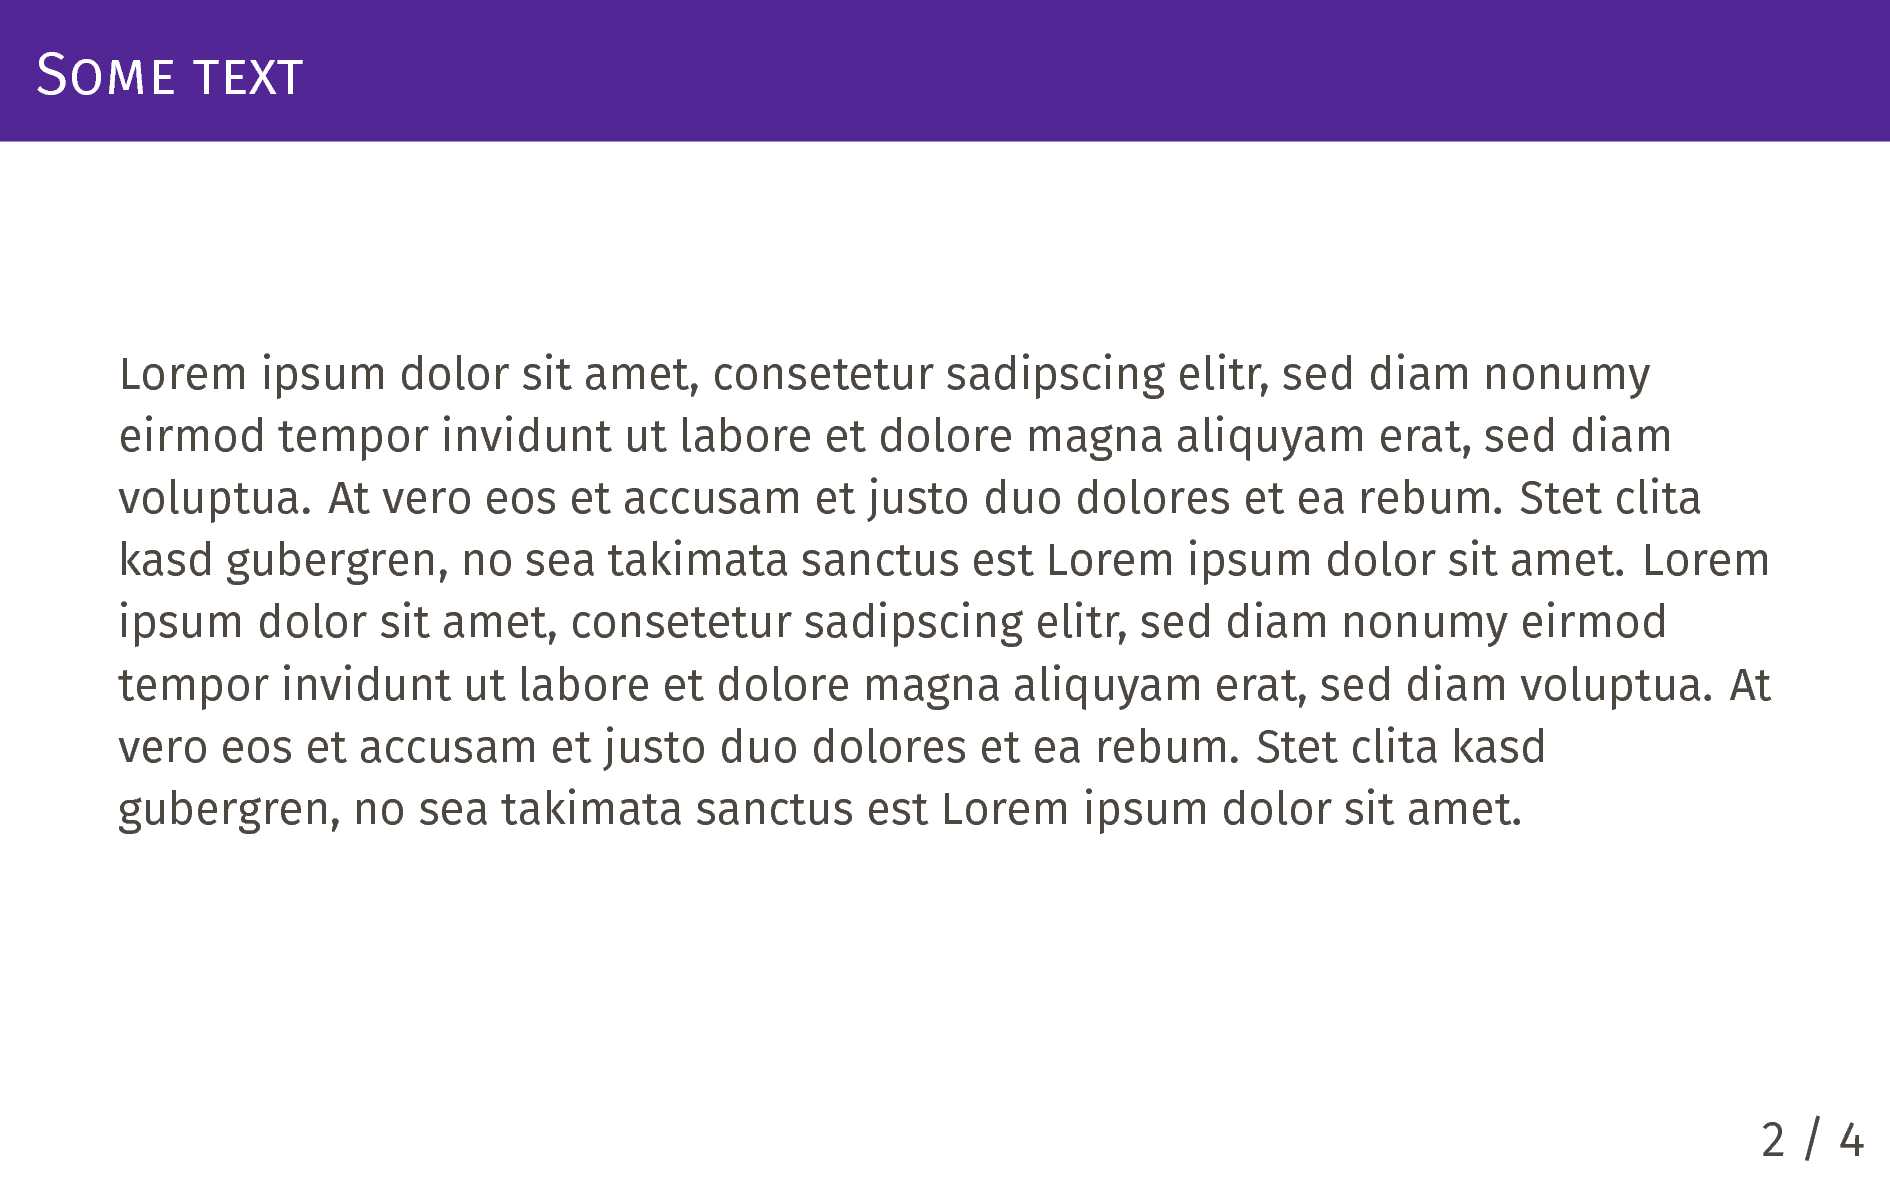 Some text
Lorem ipsum dolor sit amet, consetetur sadipscing elitr, sed diam nonumy
eirmod tempor invidunt ut labore et dolore magna aliquyam erat, sed diam
voluptua. At vero eos et accusam et justo duo dolores et ea rebum. Stet clita
kasd gubergren, no sea takimata sanctus est Lorem ipsum dolor sit amet. Lorem
ipsum dolor sit amet, consetetur sadipscing elitr, sed diam nonumy eirmod
tempor invidunt ut labore et dolore magna aliquyam erat, sed diam voluptua. At
vero eos et accusam et justo duo dolores et ea rebum. Stet clita kasd
gubergren, no sea takimata sanctus est Lorem ipsum dolor sit amet.
2 / 4